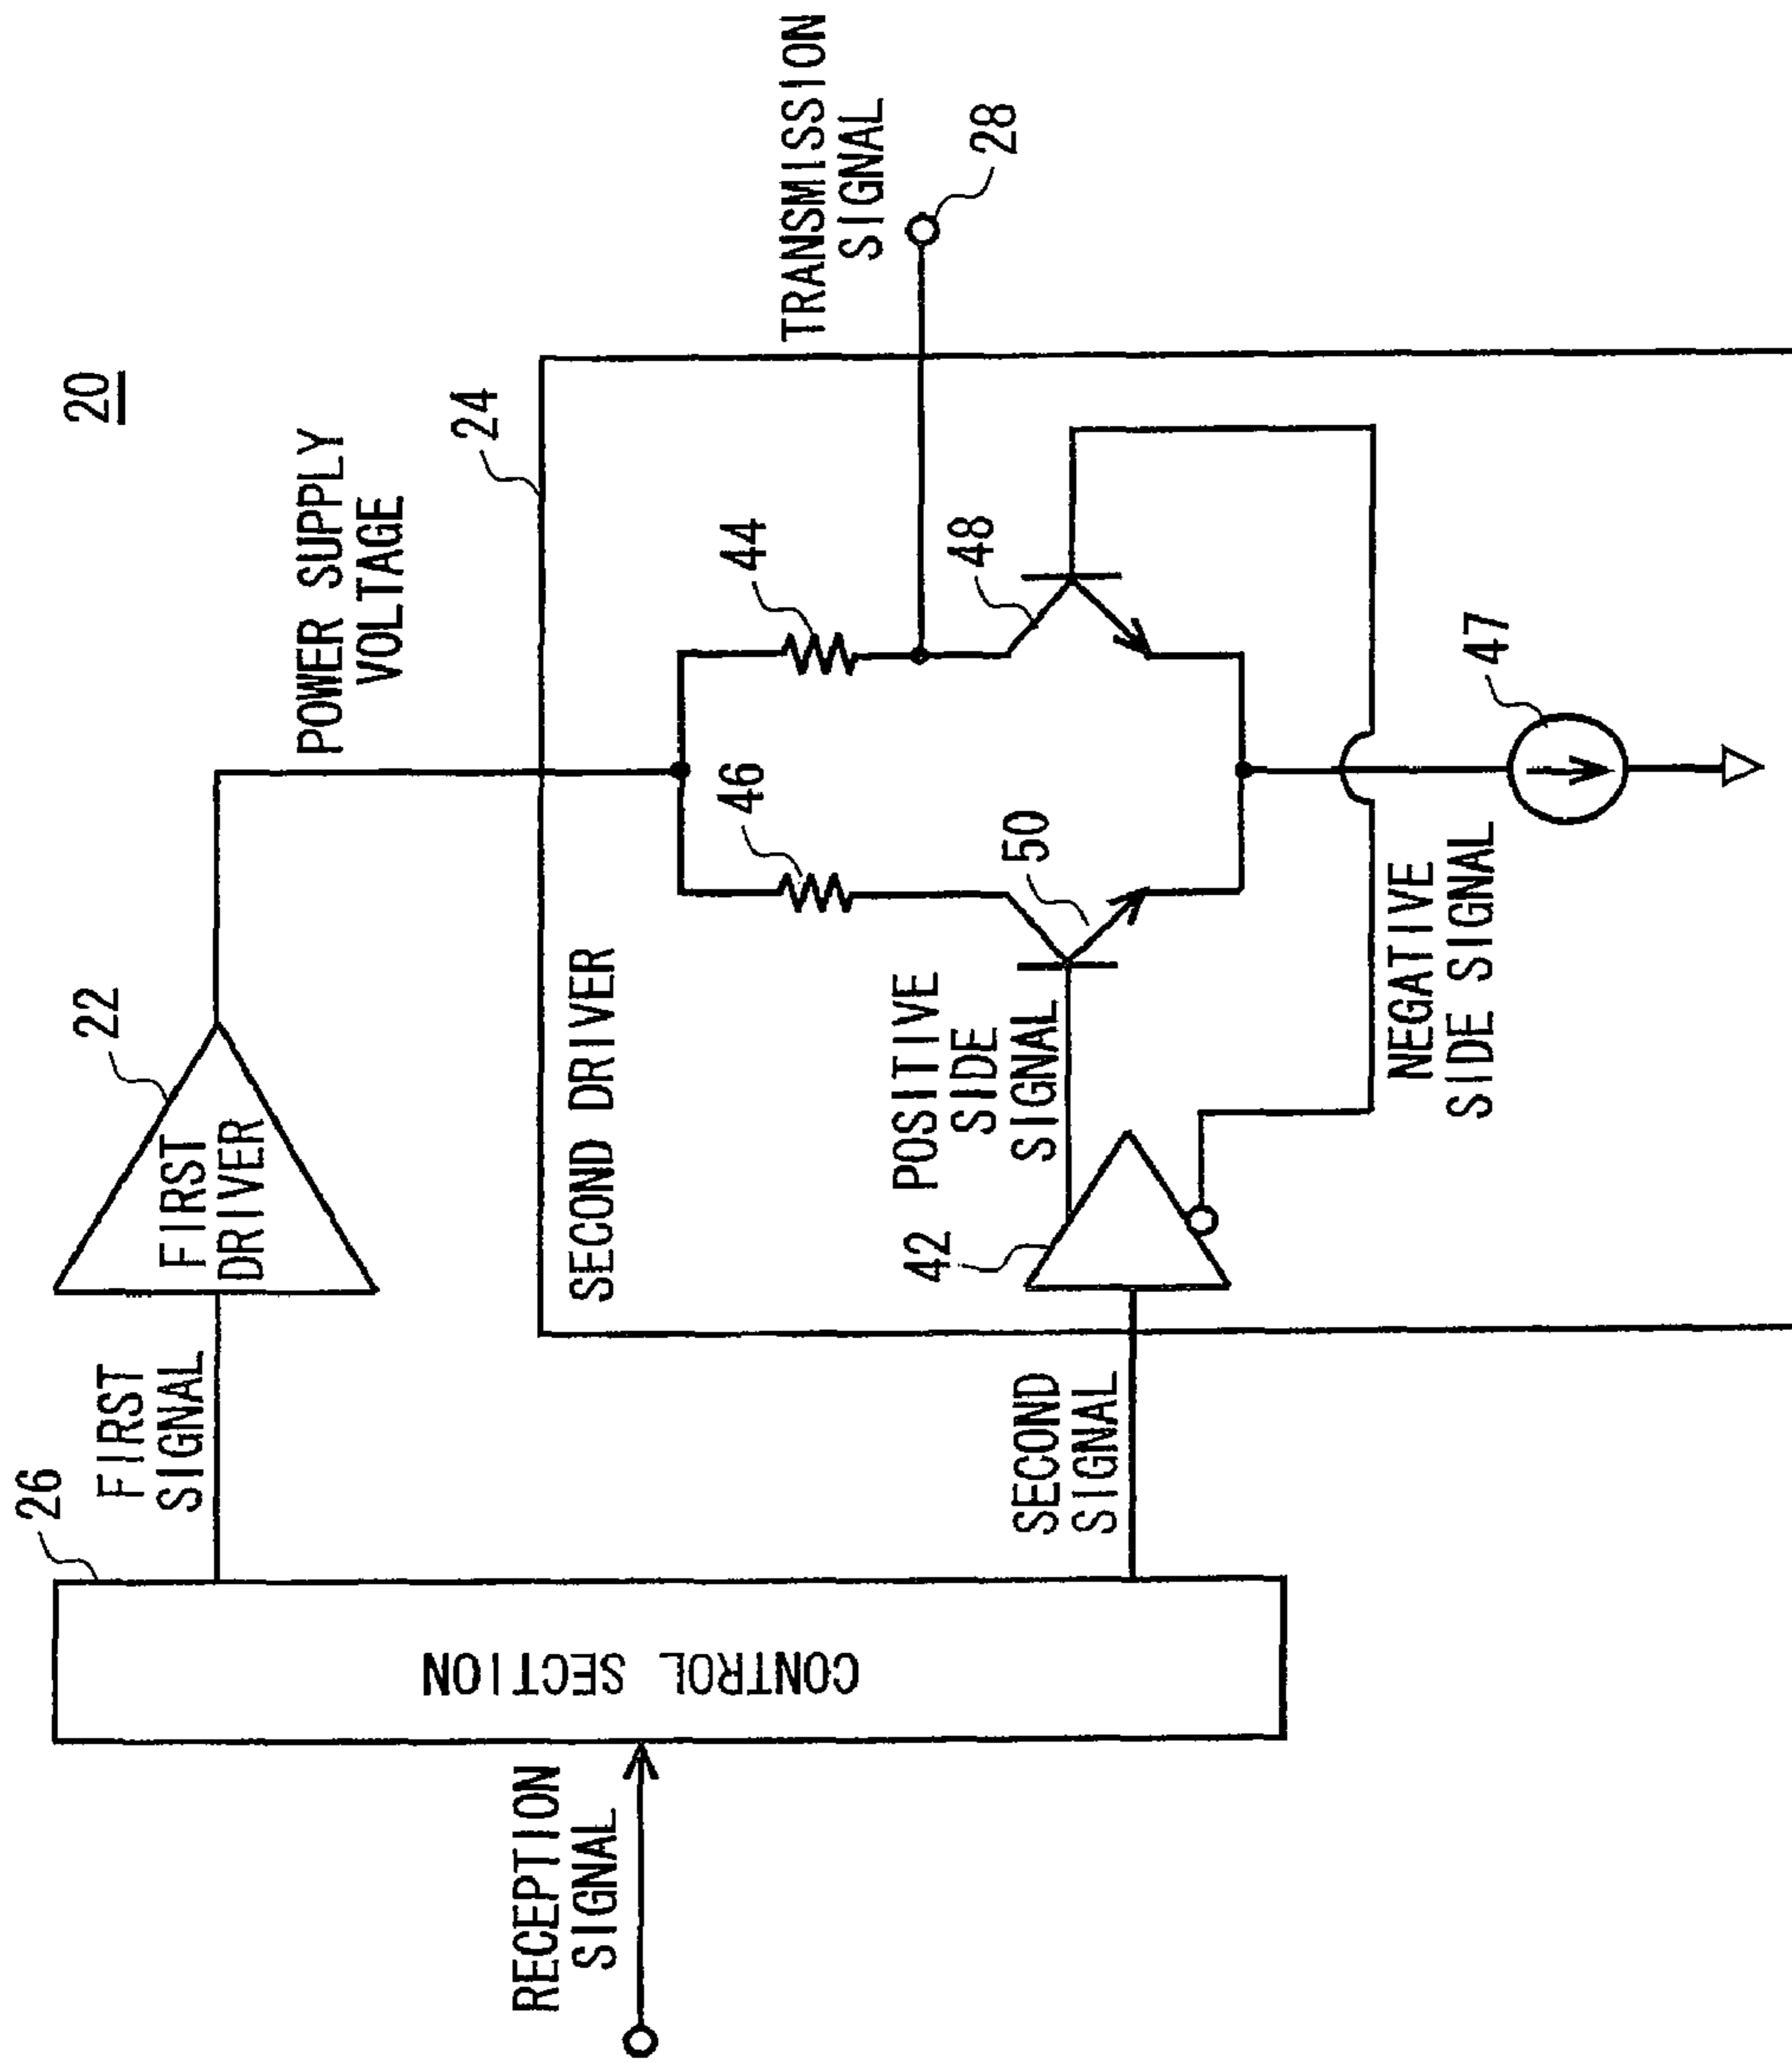 20
RECEPTION
SIGNAL
26
CONTROL SECTION
FIRST
SIGNAL
22
FIRST
DRIVER
POWER SUPPLY
VOLTAGE
24
SECOND DRIVER
SECOND
SIGNAL
42
POSITIVE
SIDE
SIGNAL
46
44
50
48
TRANSMISSION
SIGNAL
28
NEGATIVE
SIDE SIGNAL
47